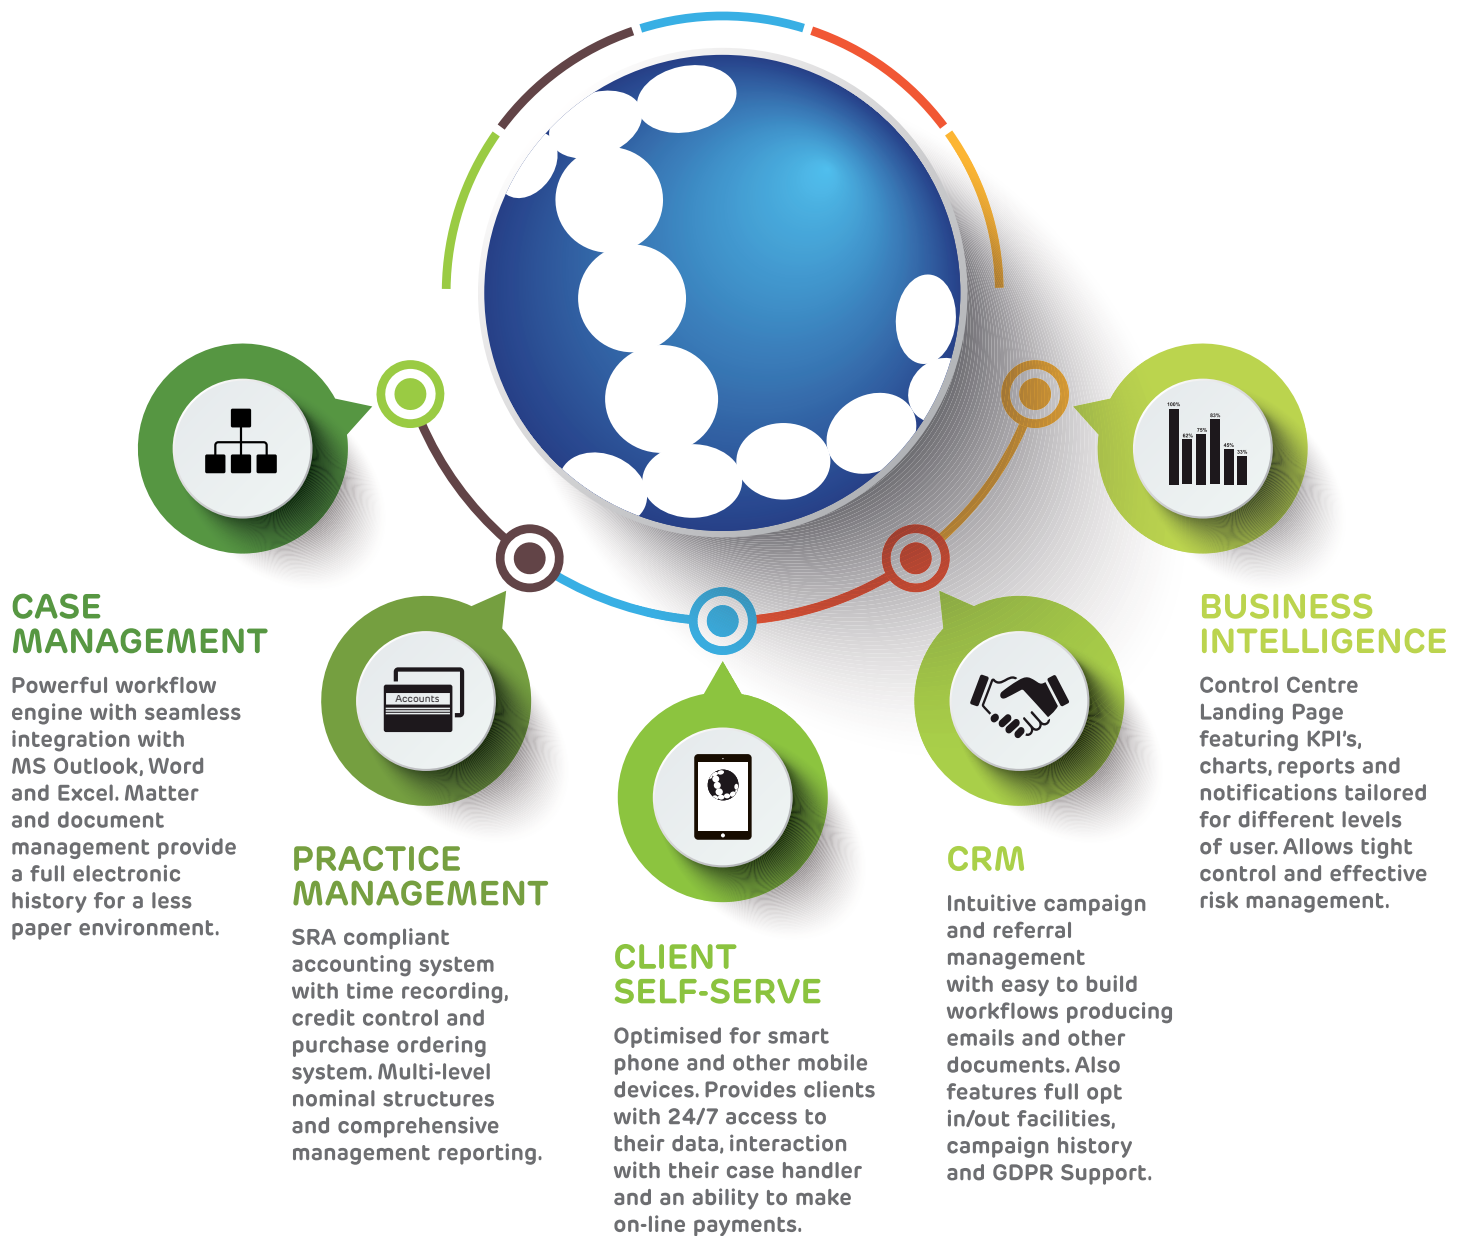 CASE
MANAGEMENT
Powerful workflow
engine with seamless
integration with
MS Outlook, Word
and Excel. Matter
and document
management provide
a full electronic
history for a less
paper environment.
Accounts
PRACTICE
MANAGEMENT
SRA compliant
accounting system
with time recording,
credit control and
purchase ordering
system. Multi-level
nominal structures
and comprehensive
management reporting.
CLIENT
SELF-SERVE
Optimised for smart
phone and other mobile
devices. Provides clients
with 24/7 access to
their data, interaction
with their case handler
and an ability to make
on-line payments.
CRM
Intuitive campaign
and referral
management
with easy to build
workflows producing
emails and other
documents. Also
features full opt
in/out facilities,
campaign history
and GDPR Support.
100%
62%
75%
83%
45%
33%
BUSINESS
INTELLIGENCE
Control Centre
Landing Page
featuring KPI's,
charts, reports and
notifications tailored
for different levels
of user. Allows tight
control and effective
risk management.